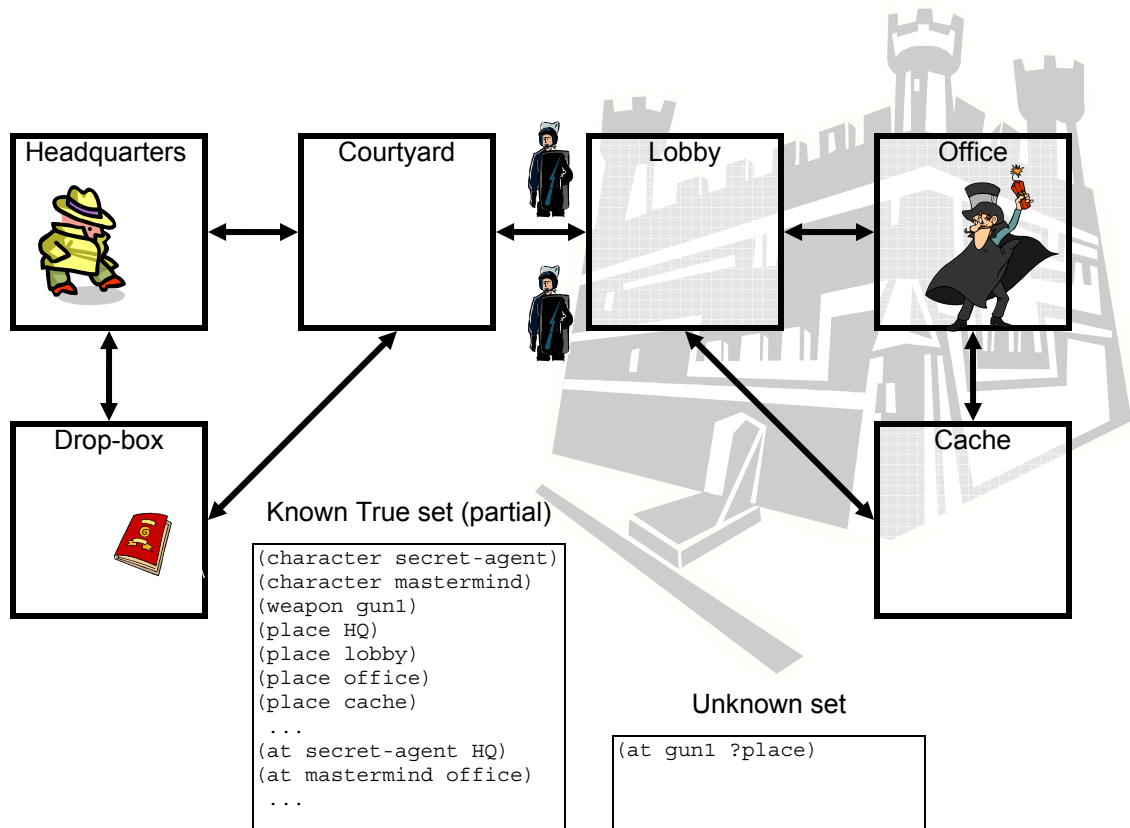 Headquarters
Courtyard
Lobby
Office
Drop-box
Cache
Known True set (partial)
(character secret-agent)
(character mastermind)
(weapon gun1)
(place HQ)
(place lobby)
(place office)
(place cache)
...
(at secret-agent HQ)
(at mastermind office)
...
Unknown set
(at gun1 ?place)